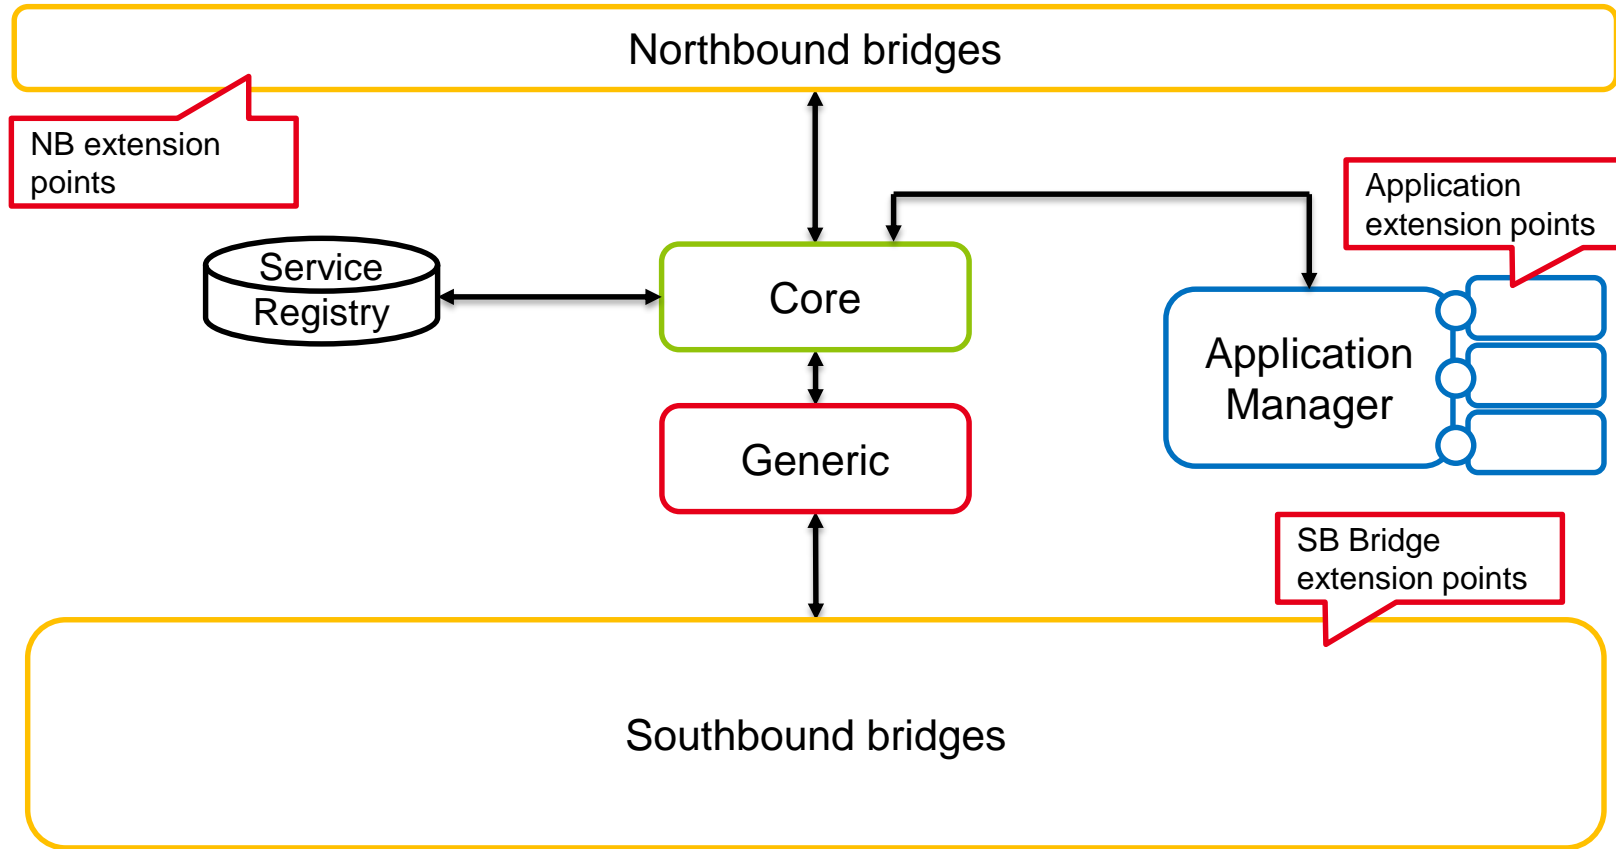 Northbound bridges
NB extension
points
Application
extension points
Service
Registry
Core
Application
Manager
Generic
SB Bridge
extension points
Southbound bridges